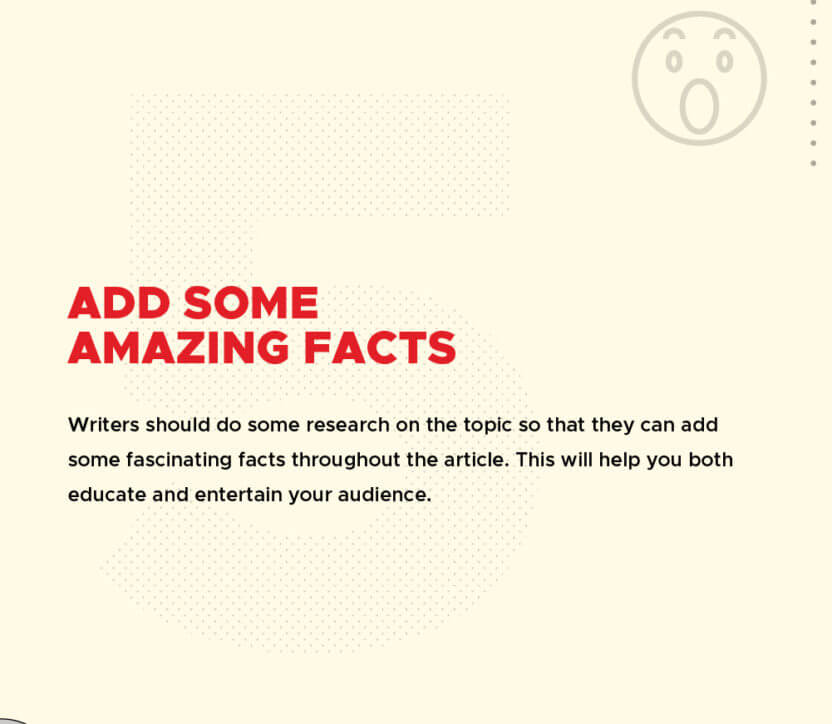 5
ADD SOME
AMAZING FACTS
Writers should do some research on the topic so that they can add
some fascinating facts throughout the article. This will help you both
educate and entertain your audience.